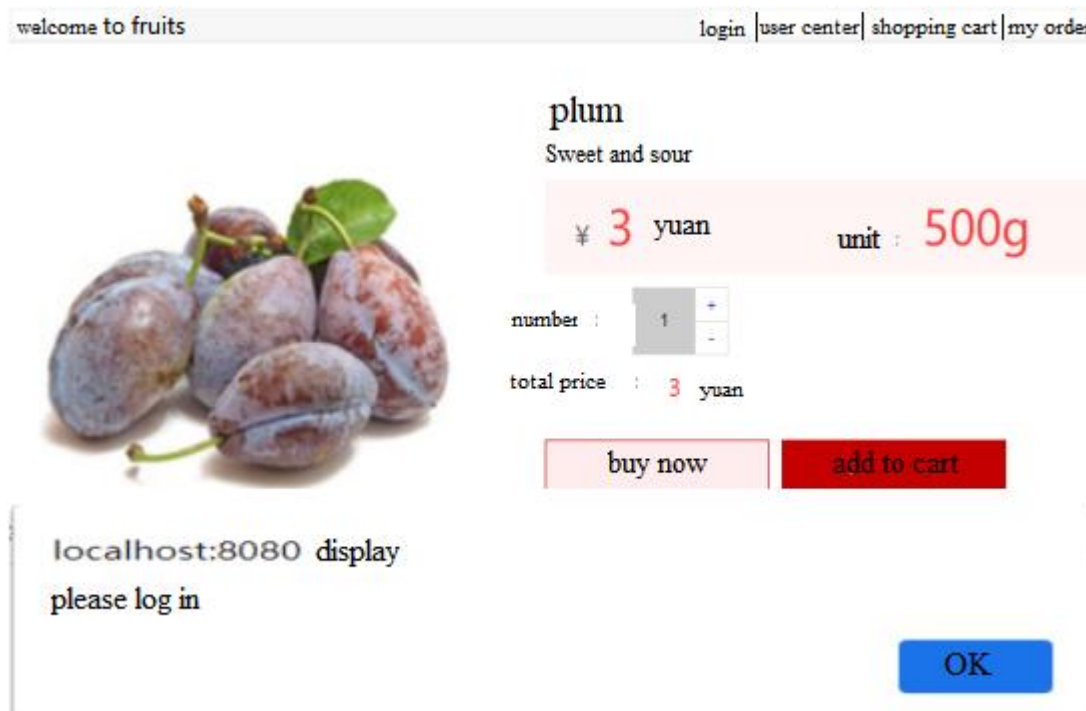 welcome to fruits
login | user center | shopping cart | my order
plum
Sweet and sour
¥ 3 yuan unit : 500g
number : 1 + -
total price : 3 yuan
buy now add to cart
localhost:8080 display
please log in
OK